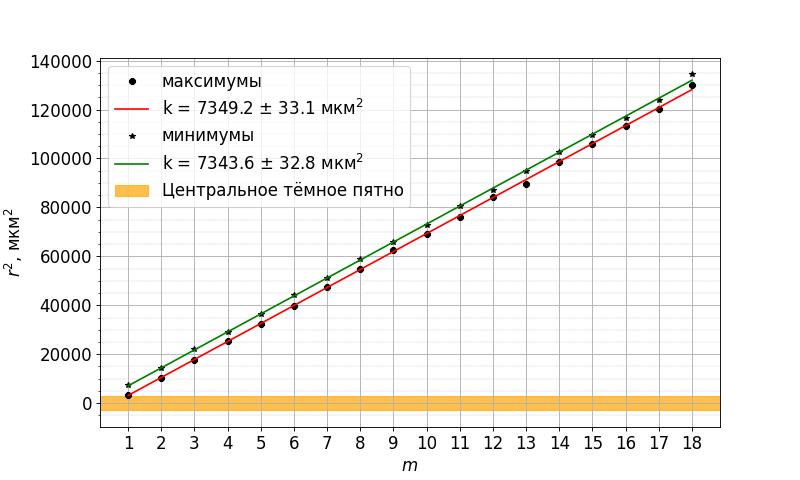 140000
120000
100000
80000
60000
40000
20000
0
r², мкм²
максимумы
k = 7349.2 ± 33.1 мкм²
минимумы
k = 7343.6 ± 32.8 мкм²
Центральное тёмное пятно
1 2 3 4 5 6 7 8 9 10 11 12 13 14 15 16 17 18
m